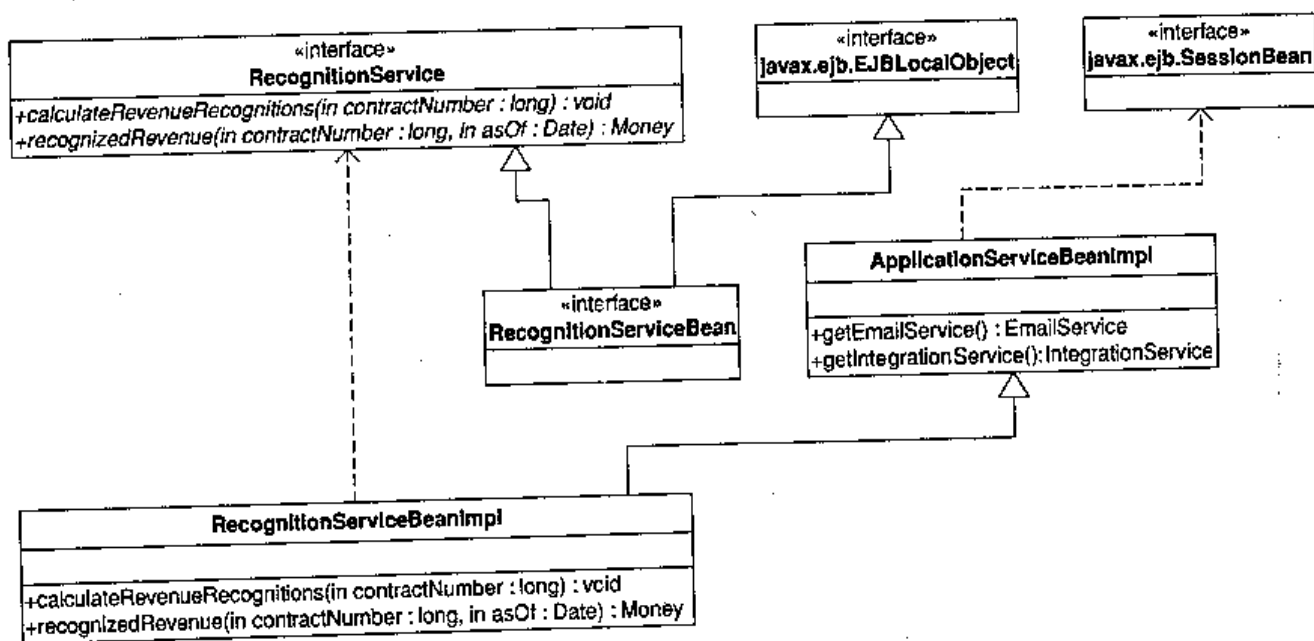 «interface»
RecognitionService
+calculateRevenueRecognitions(in contractNumber : long) : void
+recognizedRevenue(in contractNumber : long, in asOf : Date) : Money
«interface»
javax.ejb.EJBLocalObject
«interface»
javax.ejb.SessionBean
«interface»
RecognitionServiceBean
ApplicationServiceBeanImpl
+getEmailService() : EmailService
+getIntegrationService(): IntegrationService
RecognitionServiceBeanImpl
+calculateRevenueRecognitions(in contractNumber : long) : void
+recognizedRevenue(in contractNumber : long, in asOf : Date) : Money